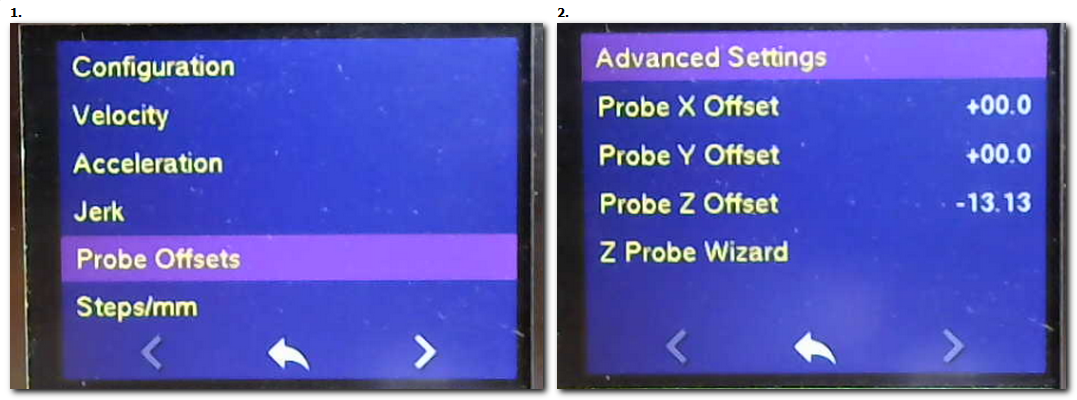 1.
Configuration
Velocity
Acceleration
Jerk
Probe Offsets
Steps/mm
2.
Advanced Settings
Probe X Offset +00.0
Probe Y Offset +00.0
Probe Z Offset -13.13
Z Probe Wizard